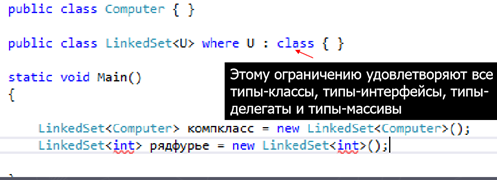 public class Computer { }
public class LinkedSet<U> where U : class { }
static void Main()
Этому ограничению удовлетворяют все
типы-классы, типы-интерфейсы, типы-
делегаты и типы-массивы
{
LinkedSet<Computer> компкласс = new LinkedSet<Computer>();
LinkedSet<int> рядфурье = new LinkedSet<int>();